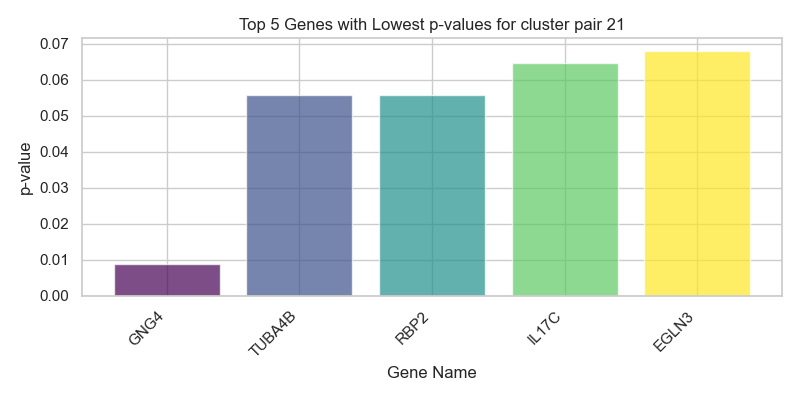 Top 5 Genes with Lowest p-values for cluster pair 21
p-value
0.07
0.06
0.05
0.04
0.03
0.02
0.01
0.00
GNG4
TUBA4B
RBP2
IL17C
EGLN3
Gene Name